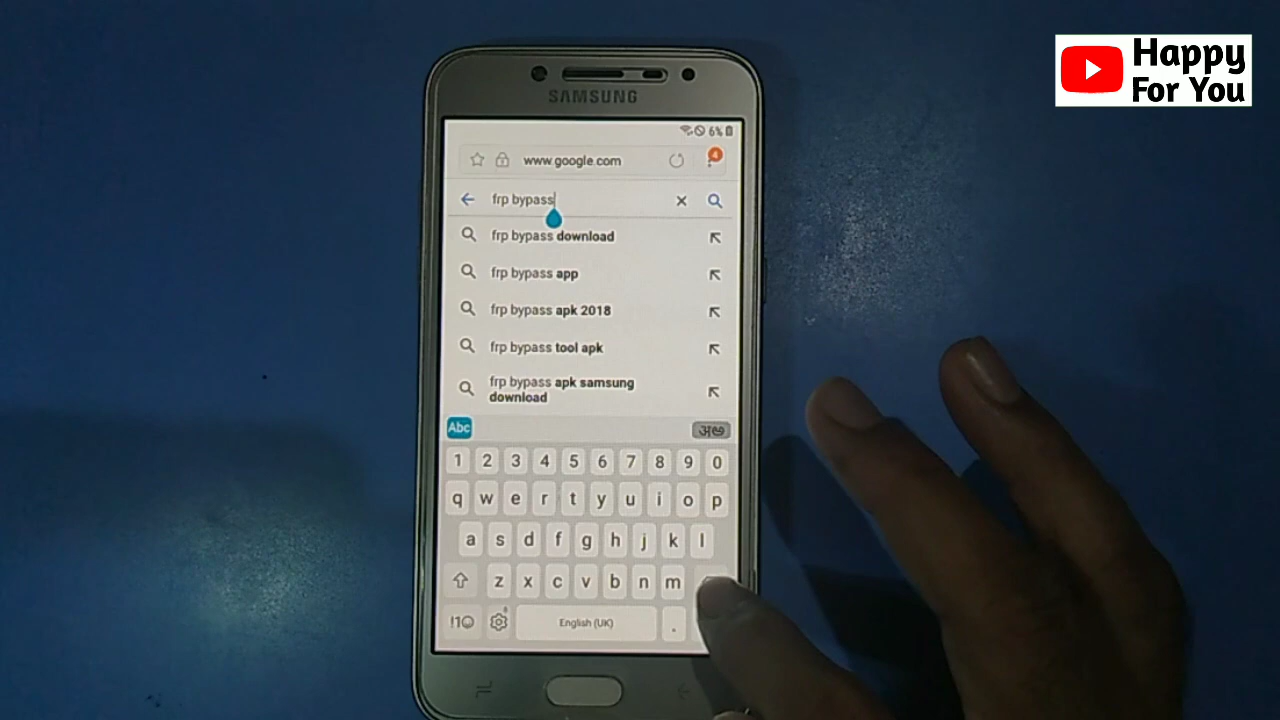 Happy
For You
SAMSUNG
6%
www.google.com
4
frp bypass
frp bypass download
frp bypass app
frp bypass apk 2018
frp bypass tool apk
frp bypass apk samsung
download
Abc
1 2 3 4 5 6 7 8 9 0
q w e r t y u i o p
a s d f g h j k l
z x c v b n m
!1☺ English (UK) .